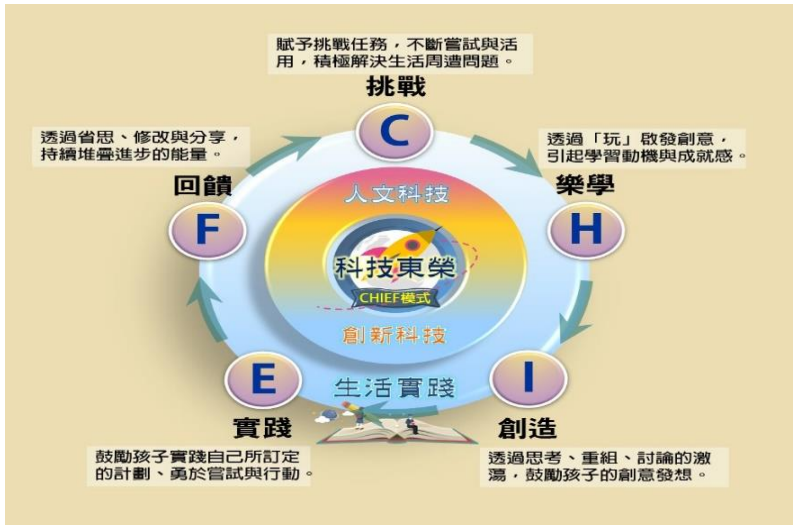 賦予挑戰任務,不斷嘗試與活
用,積極解決生活周遭問題。
挑戰
C
透過「玩」啟發創意,
引起學習動機與成就感。
樂學
H
I
創造
透過思考、重組、討論的激
盪,鼓勵孩子的創意發想。
E
實踐
鼓勵孩子實踐自己所訂定
的計劃、勇於嘗試與行動。
透過省思、修改與分享,
持續堆疊進步的能量。
回饋
F
人文科技
科技東榮
CHIEF模式
創新科技
生活實踐